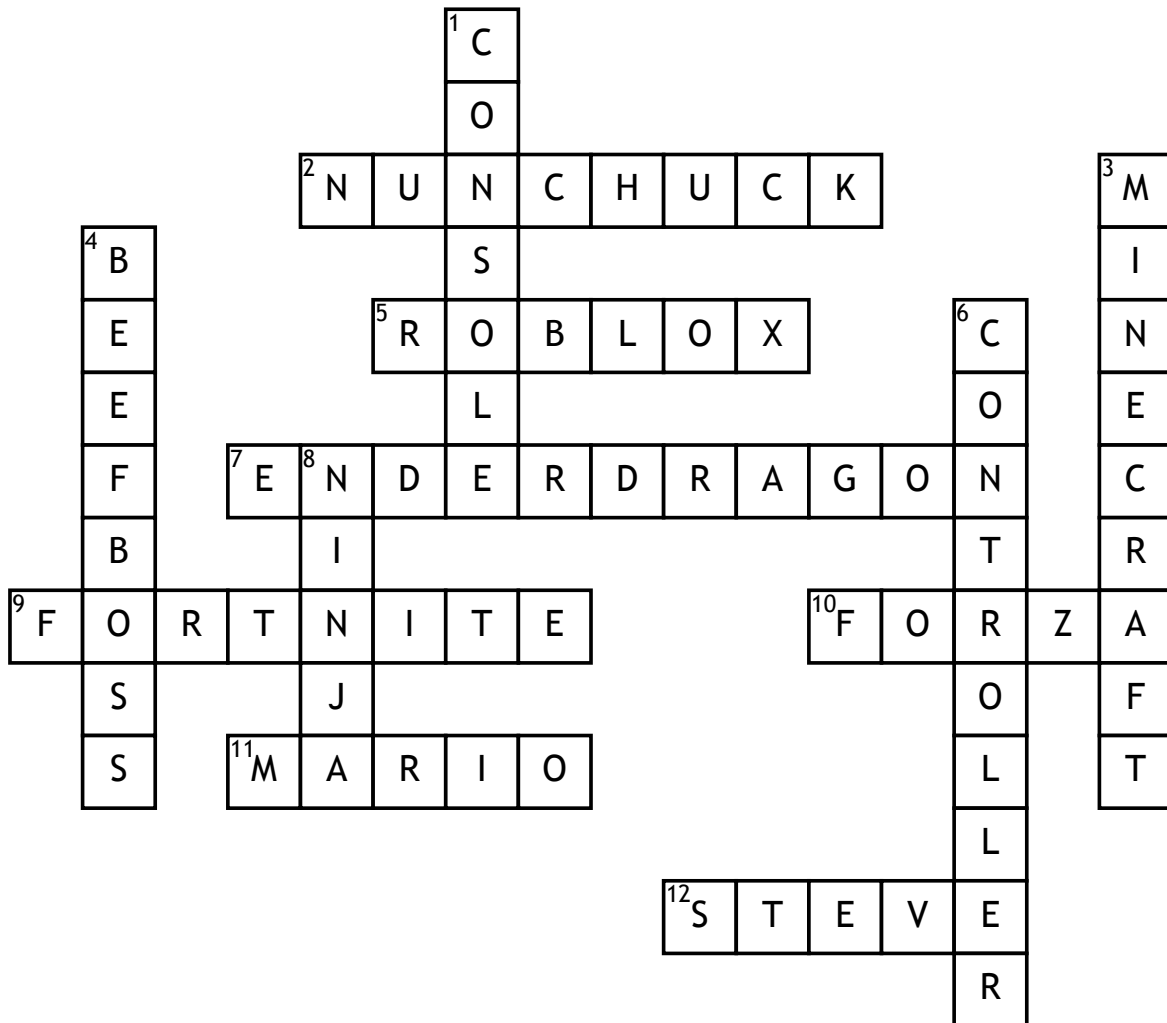 1 C
O
2 N U N C H U C K 3 M
4 B S I
E 5 R O B L O X 6 C N
E L O E
F 7 E 8 N D E R D R A G O N C
B I T R
9 F O R T N I T E 10 F O R Z A
S J O F
S 11 M A R I O L T
L
12 S T E V E
R